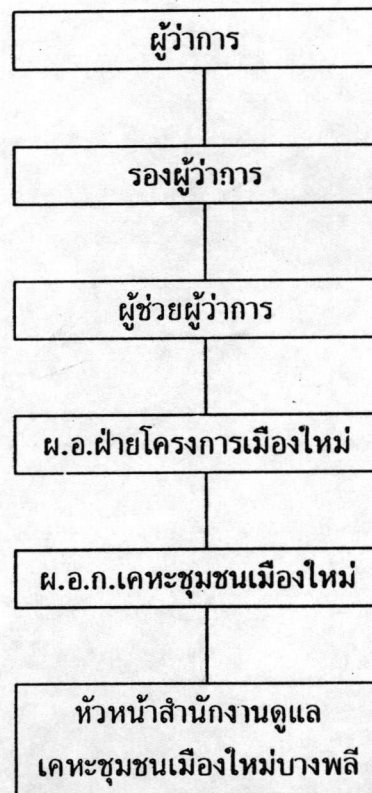 ผู้ว่าการ
รองผู้ว่าการ
ผู้ช่วยผู้ว่าการ
ผ.อ.ฝ่ายโครงการเมืองใหม่
ผ.อ.ก.เคหะชุมชนเมืองใหม่
หัวหน้าสำนักงานดูแล
เคหะชุมชนเมืองใหม่บางพลี